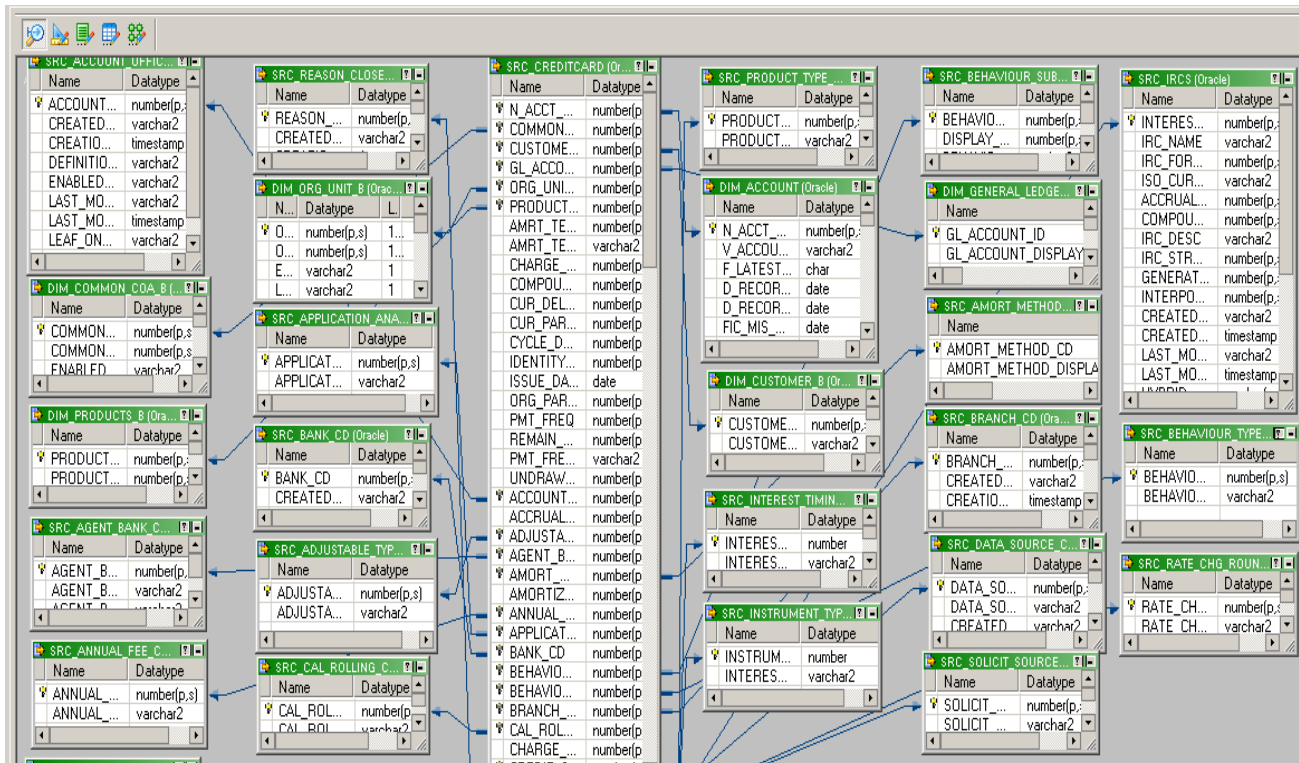 SRC_ACCOUNT_OFFIC...
Name Datatype
ACCOUNT... number(p,s
CREATED... varchar2
CREATIO... timestamp
DEFINITIO... varchar2
ENABLED... varchar2
LAST_MO... varchar2
LAST_MO... timestamp
LEAF_ON... varchar2
DIM_COMMON_COA_B (
Name Datatype
COMMON... number(p,s
COMMON... number(p,s
ENABLED varchar2
DIM_PRODUCTS_B (Ora...
Name Datatype
PRODUCT... number(p,s
PRODUCT... number(p,s
SRC_AGENT_BANK_C...
Name Datatype
AGENT_B... number(p,
AGENT_B... varchar2
AGENT_B varchar2
SRC_ANNUAL_FEE_C...
Name Datatype
ANNUAL_... number(p,s)
ANNUAL_... varchar2
SRC_REASON_CLOSE...
Name Datatype
REASON_... number(p,
CREATED... varchar2
DIM_ORG_UNIT_B (Orac...
N... Datatype L.
O... number(p,s) 1...
O... number(p,s) 1...
E... varchar2 1
L... varchar2 1
SRC_APPLICATION_ANA...
Name Datatype
APPLICAT... number(p,s)
APPLICAT... varchar2
SRC_BANK_CD (Oracle)
Name Datatype
BANK_CD number(p,
CREATED... varchar2
SRC_ADJUSTABLE_TYP...
Name Datatype
ADJUSTA... number(p,s)
ADJUSTA... varchar2
SRC_CAL_ROLLING_C...
Name Datatype
CAL_ROL... number(p
CAL_ROL varchar2
SRC_CREDITCARD (Or...
Name Datatype
N_ACCT_... number(p
COMMON... number(p
CUSTOME... number(p
GL_ACCO... number(p
ORG_UNI... number(p
PRODUCT... number(p
AMRT_TE... number(p
AMRT_TE... varchar2
CHARGE_... number(p
COMPOU... number(p
CUR_DEL... number(p
CUR_PAR... number(p
CYCLE_D... number(p
IDENTITY... number(p
ISSUE_DA... date
ORG_PAR... number(p
PMT_FREQ number(p
REMAIN_... number(p
PMT_FRE... varchar2
UNDRAW... number(p
ACCOUNT... number(p
ACCRUAL... number(p
ADJUSTA... number(p
AGENT_B... number(p
AMORT_... number(p
AMORTIZ... number(p
ANNUAL_... number(p
APPLICAT... number(p
BANK_CD number(p
BEHAVIO... number(p
BEHAVIO... number(p
BRANCH_... number(p
CAL_ROL... number(p
CHARGE_... number(p
SRC_PRODUCT_TYPE_...
Name Datatype
PRODUCT... number(p,
PRODUCT... varchar2
DIM_ACCOUNT (Oracle)
Name Datatype
N_ACCT_... number(p,s
V_ACCOU... varchar2
F_LATEST... char
D_RECOR... date
D_RECOR... date
FIC_MIS_... date
DIM_CUSTOMER_B (Or...
Name Datatype
CUSTOME... number(p,s
CUSTOME... varchar2
SRC_INTEREST_TIMIN...
Name Datatype
INTERES... number
INTERES... varchar2
SRC_INSTRUMENT_TYP...
Name Datatype
INSTRUM... number
INTERES... varchar2
SRC_BEHAVIOUR_SUB...
Name Datatype
BEHAVIO... number(p,s
DISPLAY_... number(p,s
DIM_GENERAL_LEDGE...
Name
GL_ACCOUNT_ID
GL_ACCOUNT_DISPLAY
SRC_AMORT_METHOD...
Name
AMORT_METHOD_CD
AMORT_METHOD_DISPLA
SRC_BRANCH_CD (Ora...
Name Datatype
BRANCH_... number(p,
CREATED... varchar2
CREATIO... timestamp
SRC_DATA_SOURCE_C...
Name Datatype
DATA_SO... number(p,s
DATA_SO... varchar2
CREATED varchar2
SRC_SOLICIT_SOURCE...
Name Datatype
SOLICIT_... number(p,
SOLICIT_... varchar2
SRC_IRCS (Oracle)
Name Datatype
INTERES... number(p,s
IRC_NAME varchar2
IRC_FOR... number(p,s
ISO_CUR... varchar2
ACCRUAL... number(p,s
COMPOU... number(p,s
IRC_DESC varchar2
IRC_STR... number(p,s
GENERAT... number(p,s
INTERPO... number(p,s
CREATED... varchar2
CREATED... timestamp
LAST_MO... varchar2
LAST_MO... timestamp
SRC_BEHAVIOUR_TYPE...
Name Datatype
BEHAVIO... number(p,s)
BEHAVIO... varchar2
SRC_RATE_CHG_ROUN...
Name Datatype
RATE_CH... number(p,s
RATE_CH... varchar2